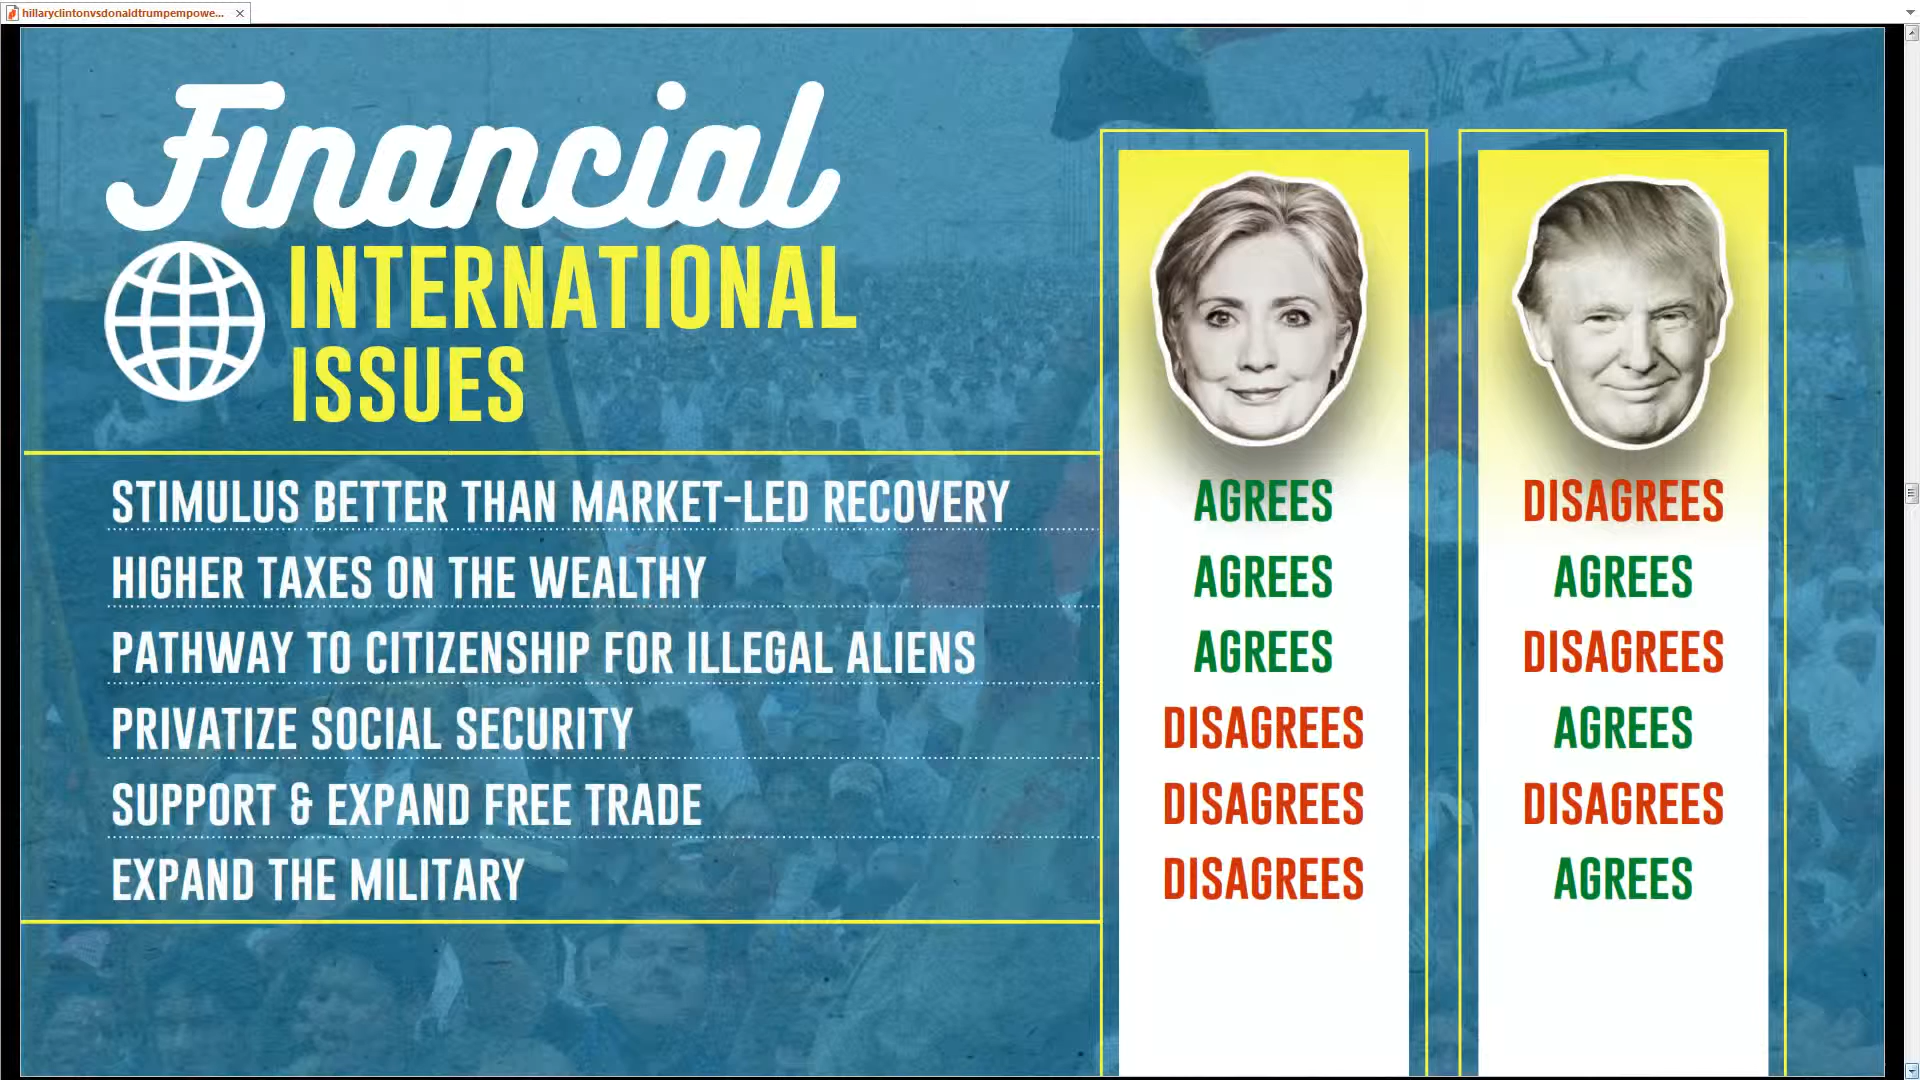 hillaryclintonvsdonaldtrumpempowe...
Financial
INTERNATIONAL
ISSUES
STIMULUS BETTER THAN MARKET-LED RECOVERY AGREES DISAGREES
HIGHER TAXES ON THE WEALTHY AGREES AGREES
PATHWAY TO CITIZENSHIP FOR ILLEGAL ALIENS AGREES DISAGREES
PRIVATIZE SOCIAL SECURITY DISAGREES AGREES
SUPPORT & EXPAND FREE TRADE DISAGREES DISAGREES
EXPAND THE MILITARY DISAGREES AGREES